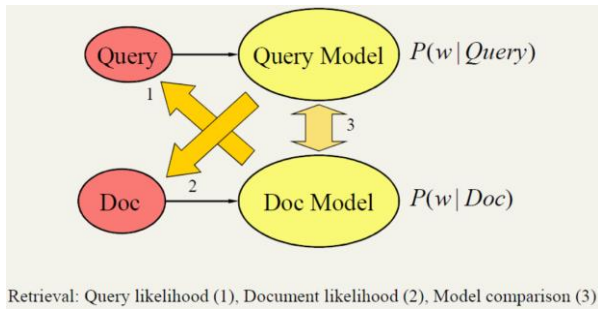 Query
Query Model
P(w | Query)
1
3
2
Doc
Doc Model
P(w | Doc)
Retrieval: Query likelihood (1), Document likelihood (2), Model comparison (3)